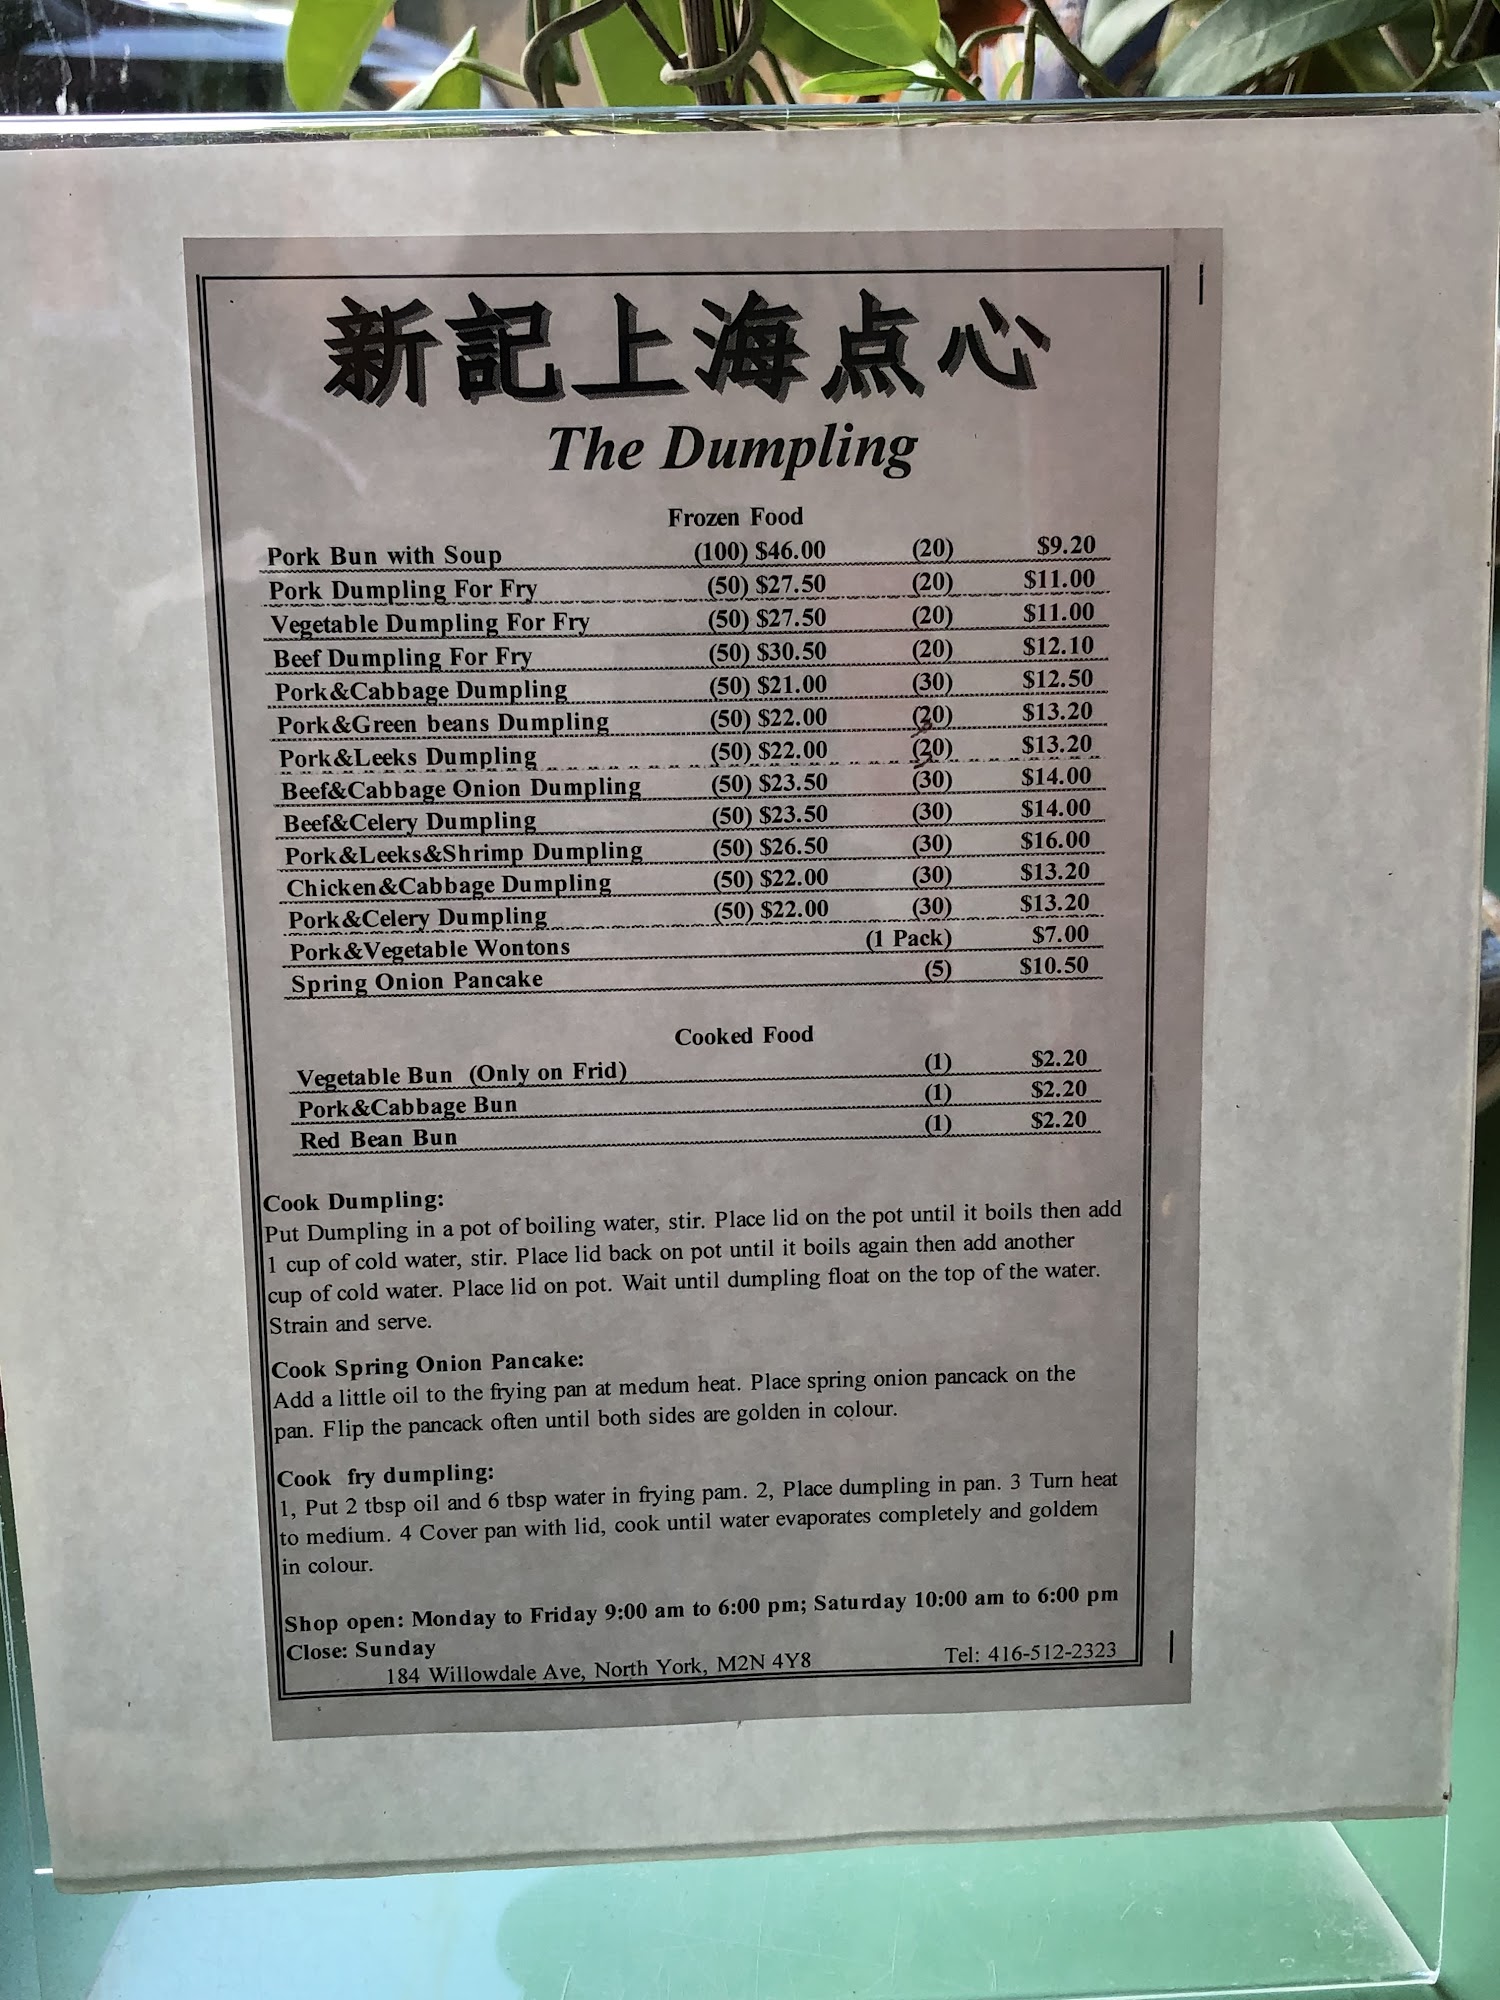 新記上海点心
The Dumpling
Frozen Food
Pork Bun with Soup (100) $46.00 (20) $9.20
Pork Dumpling For Fry (50) $27.50 (20) $11.00
Vegetable Dumpling For Fry (50) $27.50 (20) $11.00
Beef Dumpling For Fry (50) $30.50 (20) $12.10
Pork&Cabbage Dumpling (50) $21.00 (30) $12.50
Pork&Green beans Dumpling (50) $22.00 (30) $13.20
Pork&Leeks Dumpling (50) $22.00 (30) $13.20
Beef&Cabbage Onion Dumpling (50) $23.50 (30) $14.00
Beef&Celery Dumpling (50) $23.50 (30) $14.00
Pork&Leeks&Shrimp Dumpling (50) $26.50 (30) $16.00
Chicken&Cabbage Dumpling (50) $22.00 (30) $13.20
Pork&Celery Dumpling (50) $22.00 (30) $13.20
Pork&Vegetable Wontons (1 Pack) $7.00
Spring Onion Pancake (5) $10.50
Cooked Food
Vegetable Bun (Only on Frid) (1) $2.20
Pork&Cabbage Bun (1) $2.20
Red Bean Bun (1) $2.20
Cook Dumpling:
Put Dumpling in a pot of boiling water, stir. Place lid on the pot until it boils then add
1 cup of cold water, stir. Place lid back on pot until it boils again then add another
cup of cold water. Place lid on pot. Wait until dumpling float on the top of the water.
Strain and serve.
Cook Spring Onion Pancake:
Add a little oil to the frying pan at medum heat. Place spring onion pancack on the
pan. Flip the pancack often until both sides are golden in colour.
Cook fry dumpling:
1, Put 2 tbsp oil and 6 tbsp water in frying pam. 2, Place dumpling in pan. 3 Turn heat
to medium. 4 Cover pan with lid, cook until water evaporates completely and goldem
in colour.
Shop open: Monday to Friday 9:00 am to 6:00 pm; Saturday 10:00 am to 6:00 pm
Close: Sunday
184 Willowdale Ave, North York, M2N 4Y8 Tel: 416-512-2323